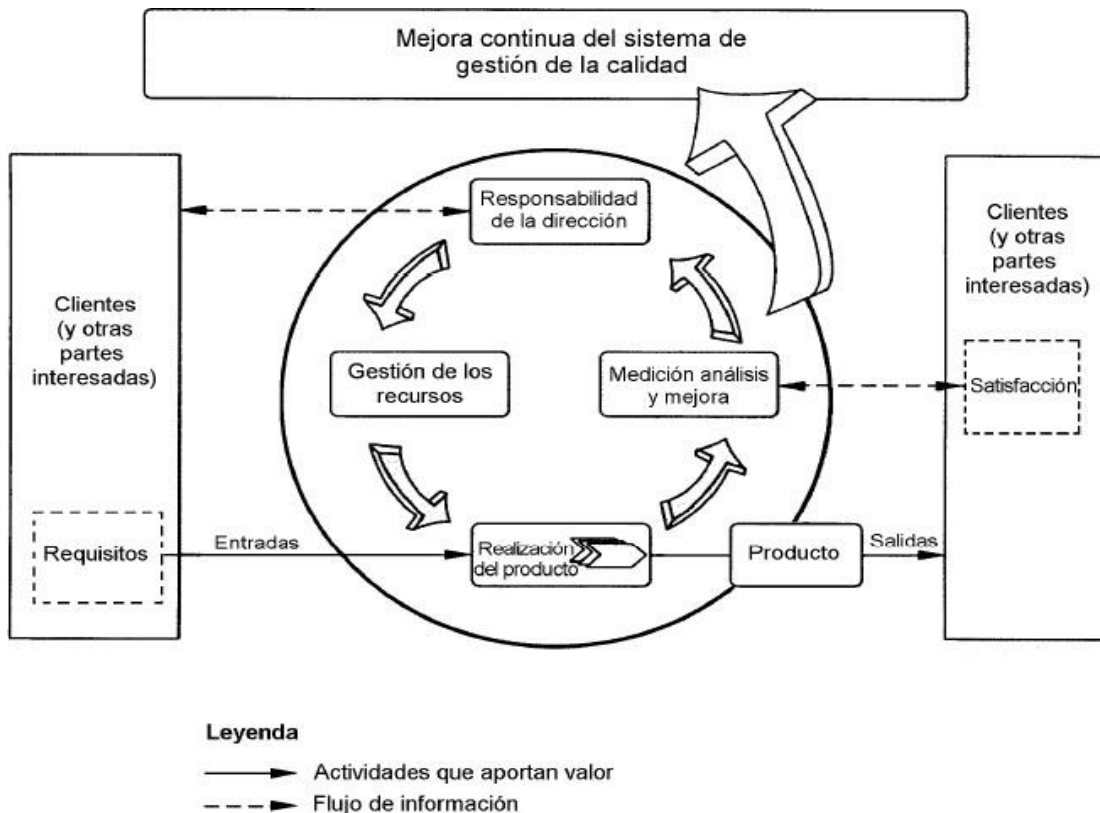 Mejora continua del sistema de
gestión de la calidad
Responsabilidad
de la dirección
Clientes
(y otras
partes
interesadas)
Clientes
(y otras
partes
interesadas)
Gestión de los
recursos
Medición análisis
y mejora
Satisfacción
Requisitos
Entradas
Realización
del producto
Producto
Salidas
Leyenda
Actividades que aportan valor
Flujo de información